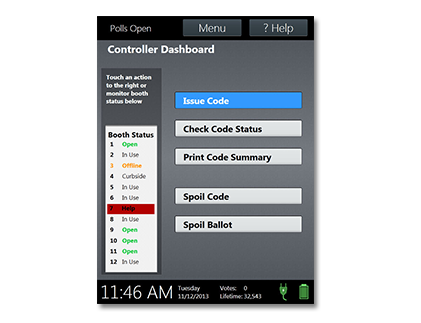 Polls Open
Menu
? Help
Controller Dashboard
Touch an action
to the right or
monitor booth
status below
Booth Status
1 Open
2 In Use
3 Offline
4 Curbside
5 In Use
6 In Use
7 Help
8 In Use
9 Open
10 Open
11 Open
12 In Use
Issue Code
Check Code Status
Print Code Summary
Spoil Code
Spoil Ballot
11:46 AM
Tuesday
11/12/2013
Votes: 0
Lifetime: 32,543